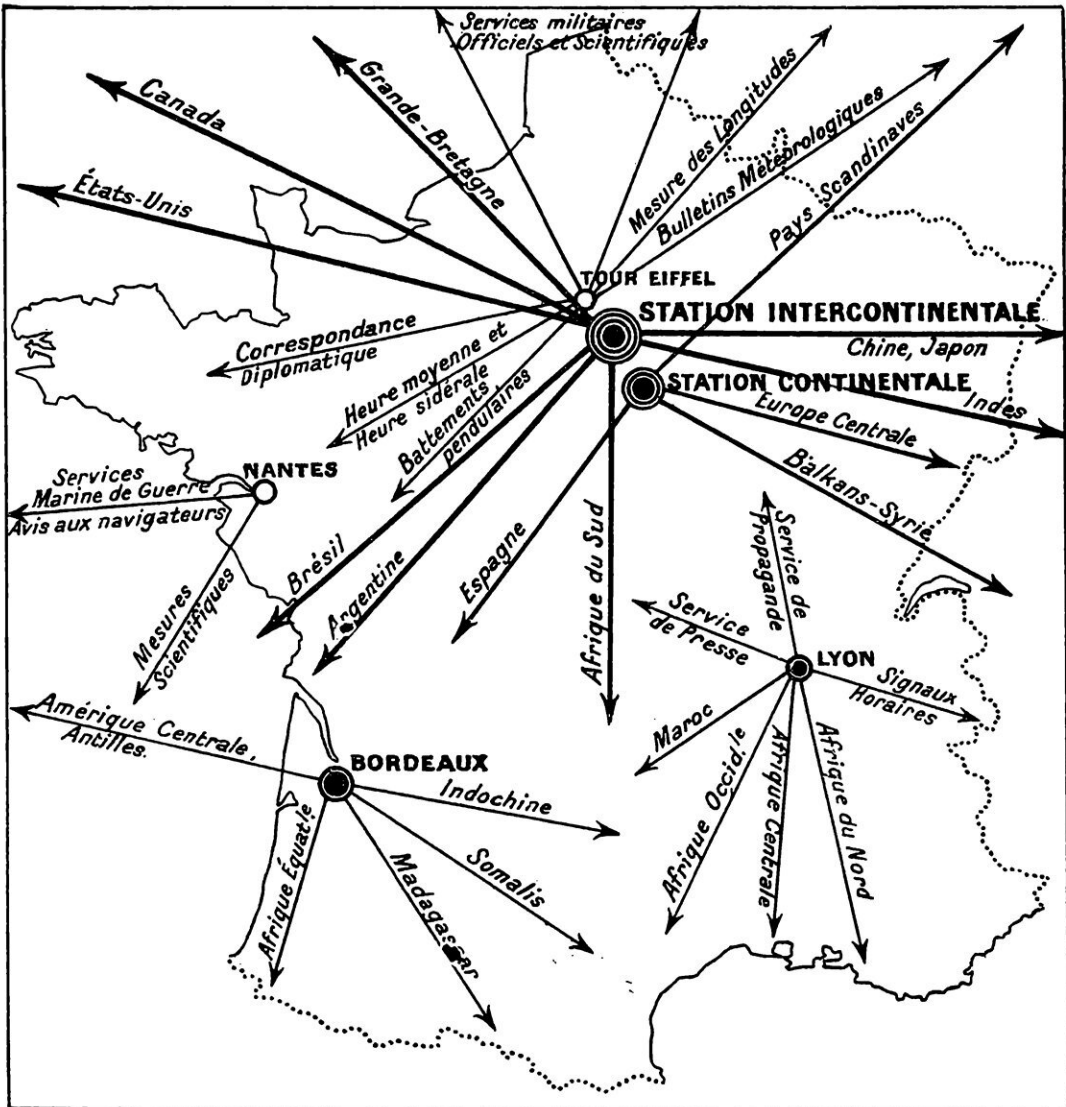 Services militaires
Officiels et Scientifiques
Canada
Grande-Bretagne
Mesure des Longitudes
Bulletins Météorologiques
Pays Scandinaves
États-Unis
TOUR EIFFEL
STATION INTERCONTINENTALE
Chine, Japon
Correspondance
Diplomatique
Heure moyenne et
Heure sidérale
Battements
pendulaires
STATION CONTINENTALE
Indes
Europe Centrale
Balkans-Syrie
NANTES
Services
Marine de Guerre
Avis aux navigateurs
Mesures
Scientifiques
Brésil
Argentine
Espagne
Afrique du Sud
Service de
Propagande
Service
de Presse
LYON
Signaux
Horaires
Maroc
Afrique Occid.le
Afrique Centrale
Afrique du Nord
Amérique Centrale,
Antilles.
BORDEAUX
Indochine
Somalis
Madagascar
Afrique Équat.le